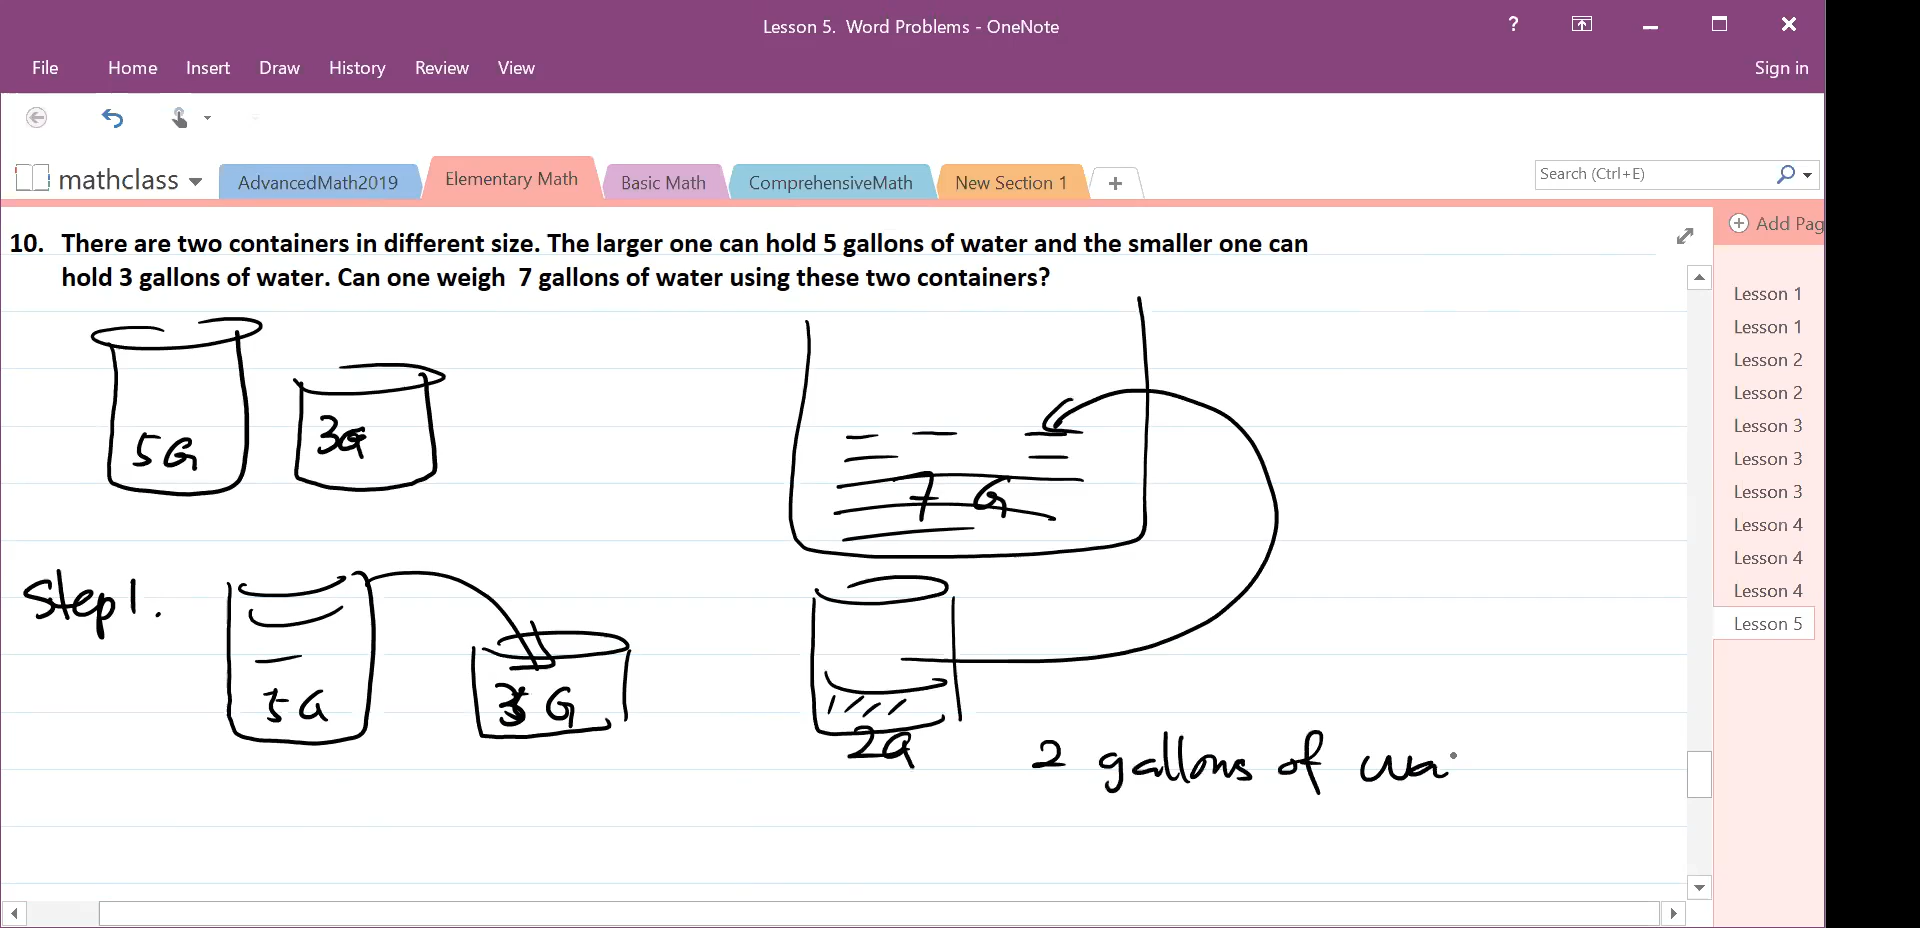 Lesson 5.  Word Problems - OneNote
?
File Home Insert Draw History Review View Sign in
mathclass AdvancedMath2019 Elementary Math Basic Math ComprehensiveMath New Section 1 + Search (Ctrl+E)
Add Pag
10. There are two containers in different size. The larger one can hold 5 gallons of water and the smaller one can
hold 3 gallons of water. Can one weigh  7 gallons of water using these two containers?
5G 3G
7 G
Step 1.
5G 3G
2G
2 gallons of wa
Lesson 1
Lesson 1
Lesson 2
Lesson 2
Lesson 3
Lesson 3
Lesson 3
Lesson 4
Lesson 4
Lesson 4
Lesson 5